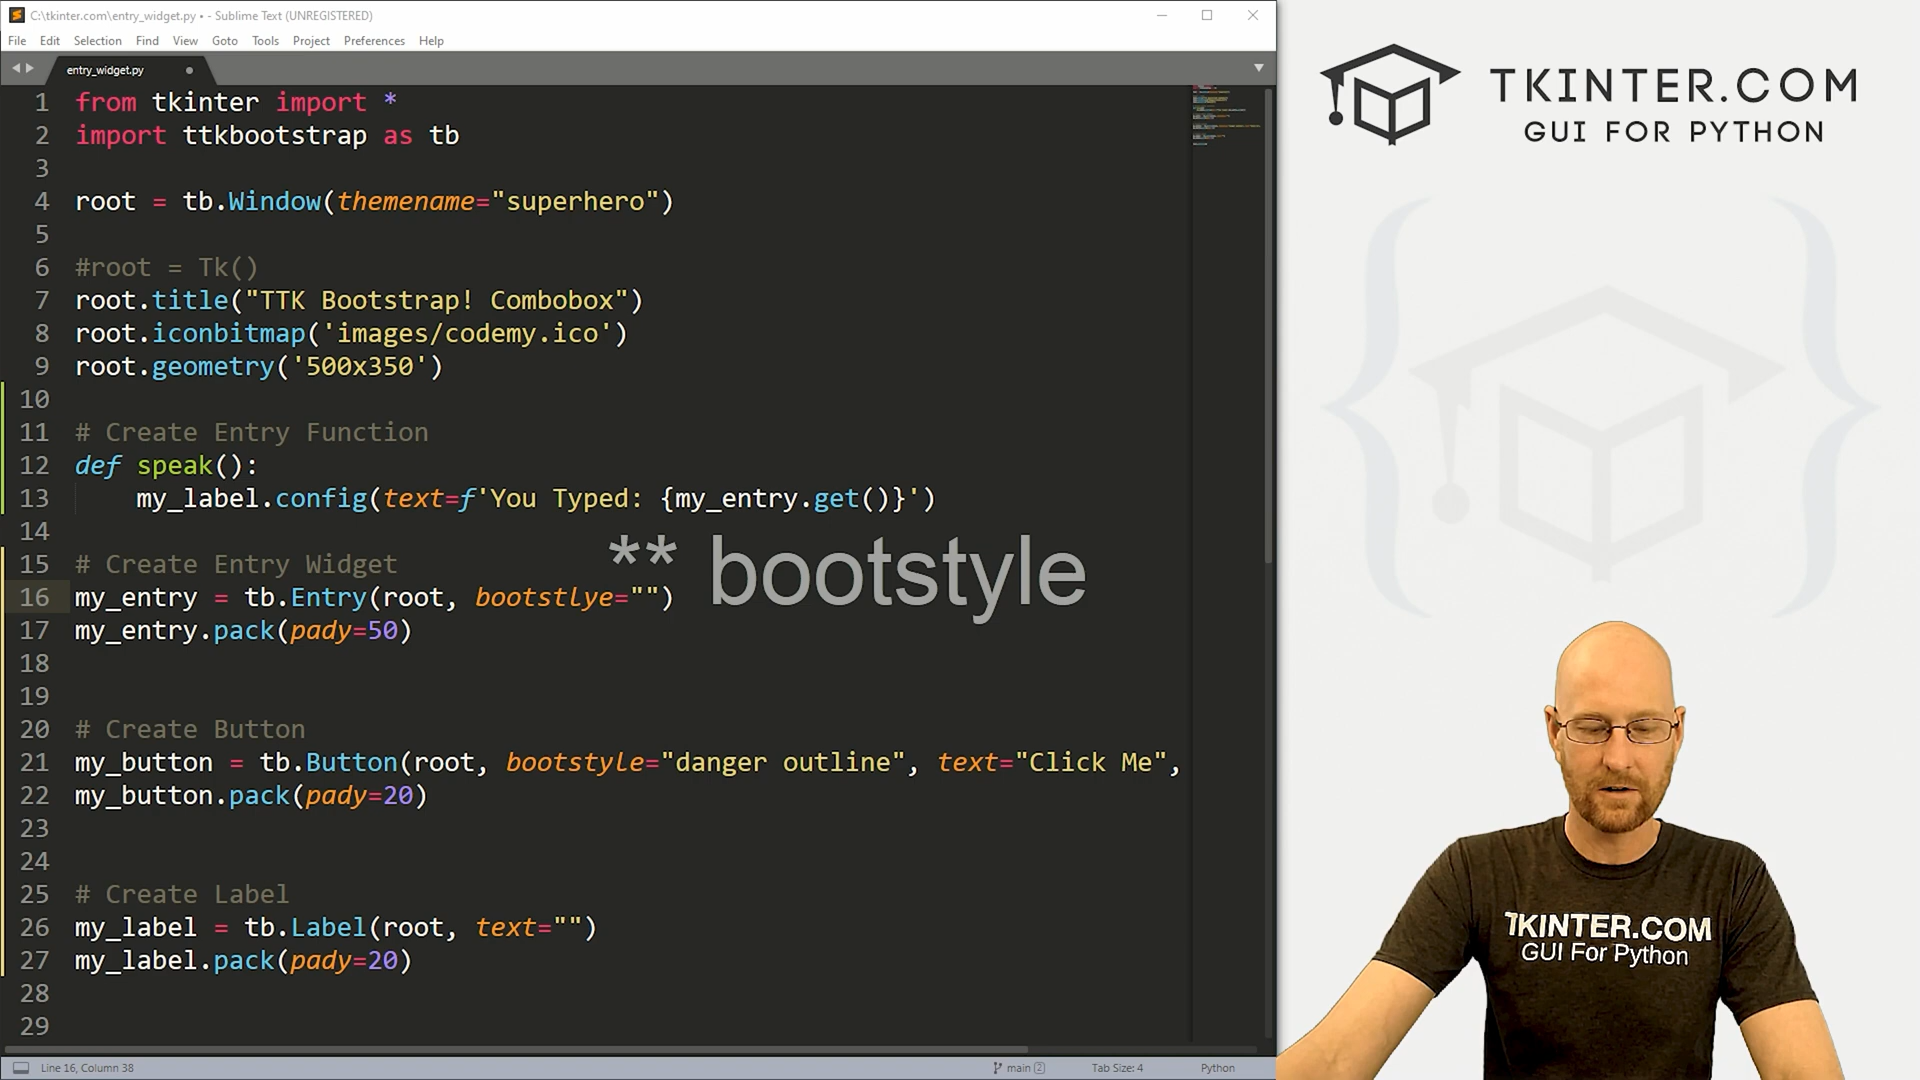 C:\tkinter.com\entry_widget.py • - Sublime Text (UNREGISTERED)
File Edit Selection Find View Goto Tools Project Preferences Help
entry_widget.py
1 from tkinter import *
2 import ttkbootstrap as tb
3
4 root = tb.Window(themename="superhero")
5
6 #root = Tk()
7 root.title("TTK Bootstrap! Combobox")
8 root.iconbitmap('images/codemy.ico')
9 root.geometry('500x350')
10
11 # Create Entry Function
12 def speak():
13 my_label.config(text=f'You Typed: {my_entry.get()}')
14
** bootstyle
15 # Create Entry Widget
16 my_entry = tb.Entry(root, bootstlye="")
17 my_entry.pack(pady=50)
18
19
20 # Create Button
21 my_button = tb.Button(root, bootstyle="danger outline", text="Click Me",
22 my_button.pack(pady=20)
23
24
25 # Create Label
26 my_label = tb.Label(root, text="")
27 my_label.pack(pady=20)
28
29
Line 16, Column 38
main 2
Tab Size: 4
Python
TKINTER.COM
GUI FOR PYTHON
TKINTER.COM
GUI For Python